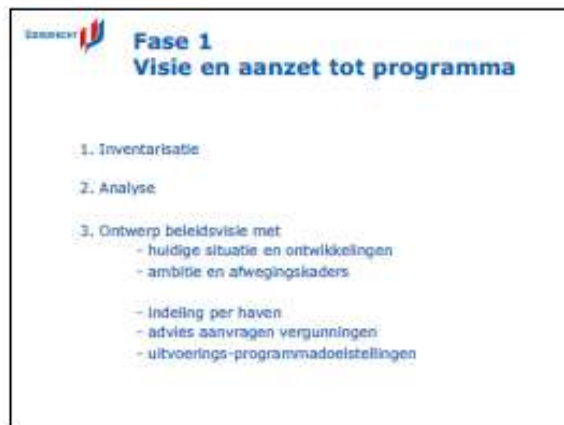 DORDRECHT
Fase 1
Visie en aanzet tot programma
1. Inventarisatie
2. Analyse
3. Ontwerp beleidsvisie met
- huidige situatie en ontwikkelingen
- ambitie en afwegingskaders
- indeling per haven
- advies aanvragen vergunningen
- uitvoerings-programmadoelstellingen